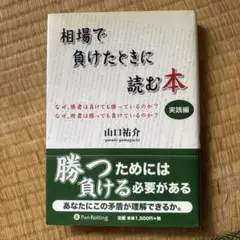 相場で
負けたときに
読む本
実践編
なぜ、勝者は負けても勝っているのか?
なぜ、敗者は勝っても負けているのか?
山口祐介
yusuke yamaguchi
勝つためには
負ける必要がある
あなたにこの矛盾が理解できるか。
PanRolling
定価 本体1,500円+税